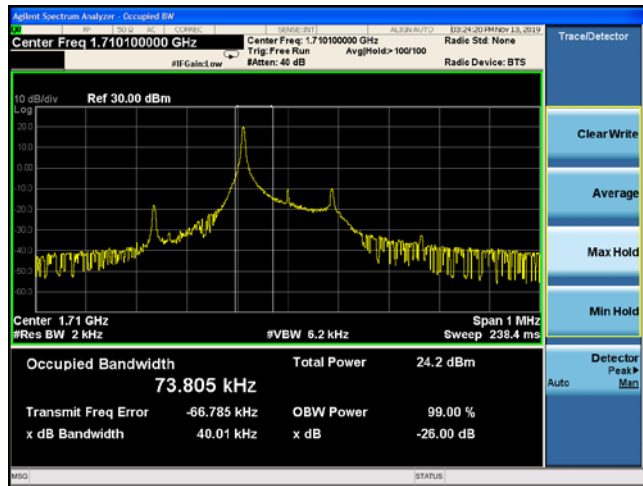 Agilent Spectrum Analyzer - Occupied BW
RF 50 Ω AC CORREC SENSE:INT ALIGN AUTO 03:24:20 PM Nov 13, 2019
Center Freq 1.710100000 GHz
Center Freq: 1.710100000 GHz
Radio Std: None
Trace/Detector
Trig: Free Run Avg|Hold:> 100/100
#IFGain:Low #Atten: 40 dB Radio Device: BTS
10 dB/div Ref 30.00 dBm
Log
20.0
10.0
0.00
-10.0
-20.0
-30.0
-40.0
-50.0
-60.0
Center 1.71 GHz Span 1 MHz
#Res BW 2 kHz #VBW 6.2 kHz Sweep 238.4 ms
Clear Write
Average
Max Hold
Min Hold
Detector
Peak▶
Auto Man
Occupied Bandwidth Total Power 24.2 dBm
73.805 kHz
Transmit Freq Error -66.785 kHz OBW Power 99.00 %
x dB Bandwidth 40.01 kHz x dB -26.00 dB
MSG STATUS